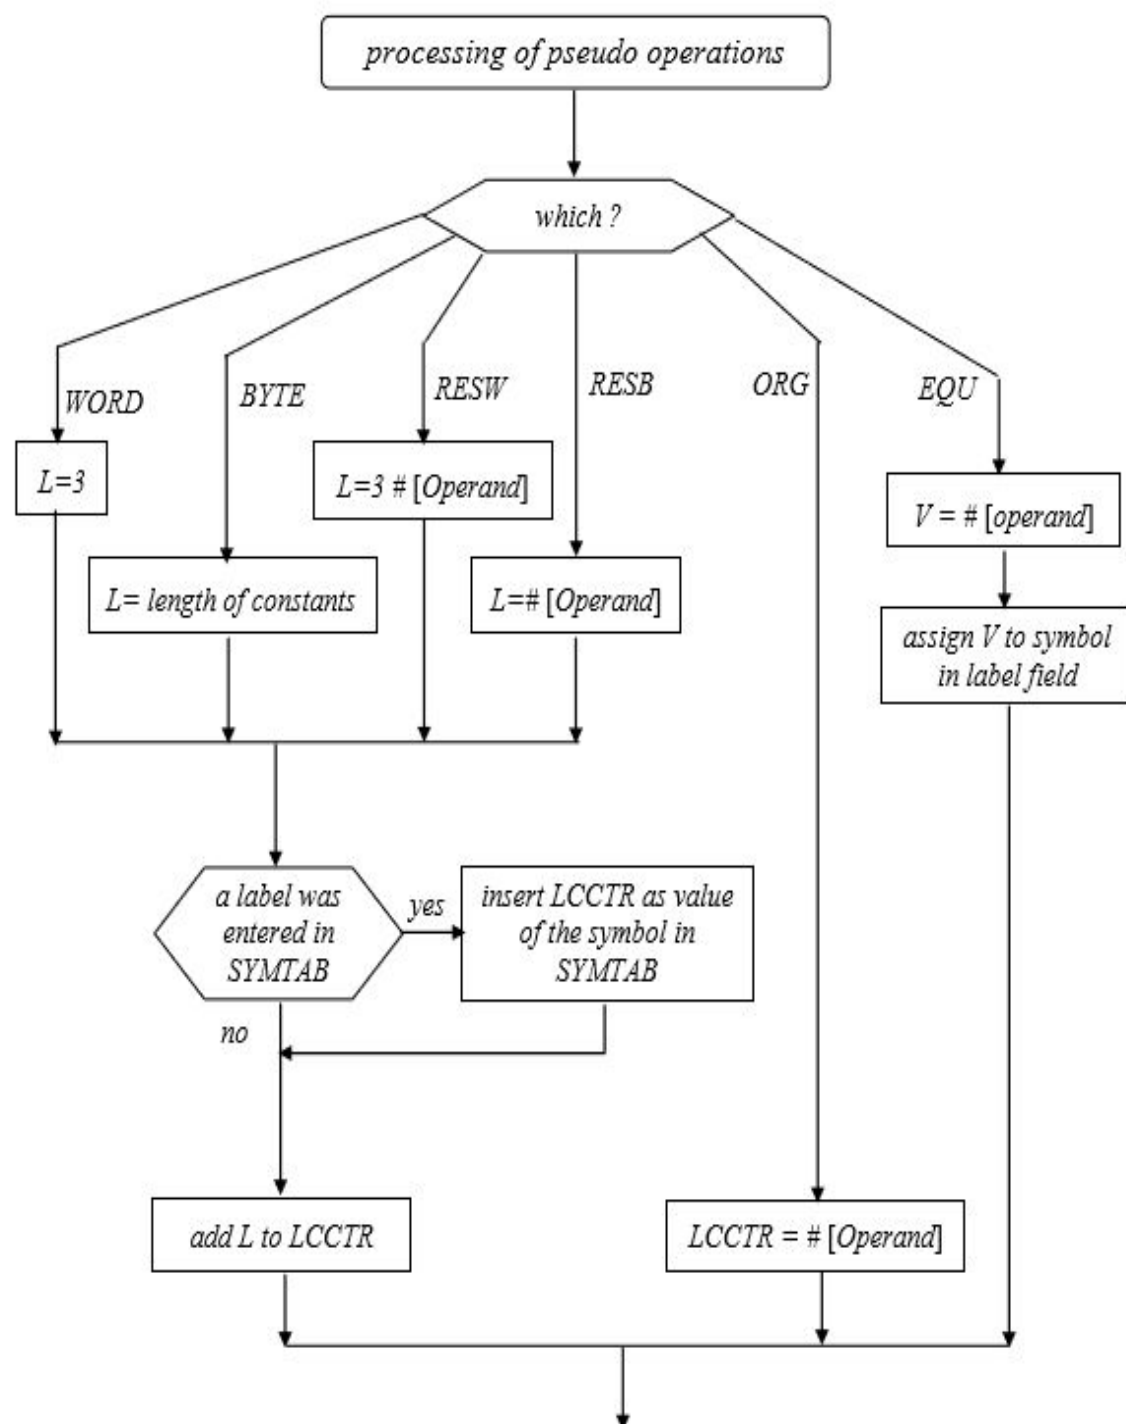 processing of pseudo operations
which ?
WORD
BYTE
RESW
RESB
ORG
EQU
L=3
L=3 # [Operand]
V = # [operand]
L= length of constants
L=# [Operand]
assign V to symbol
in label field
a label was
entered in
SYMTAB
yes
insert LCCTR as value
of the symbol in
SYMTAB
no
add L to LCCTR
LCCTR = # [Operand]